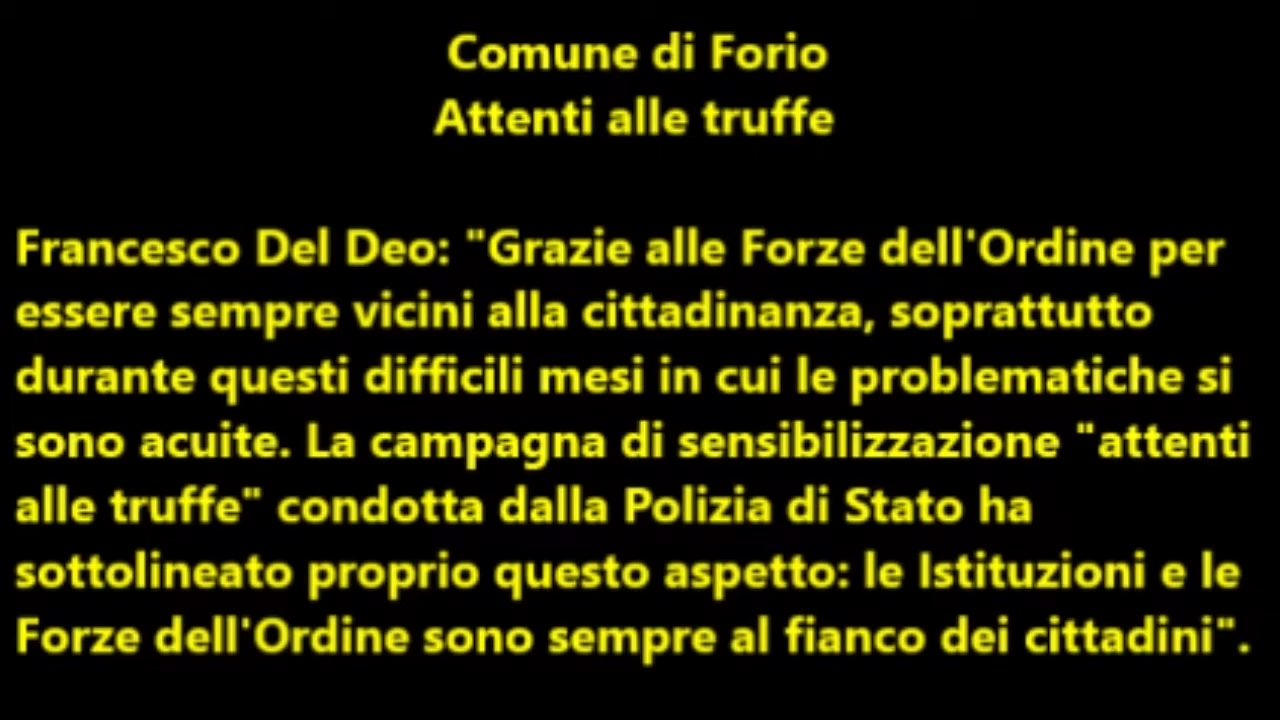 Comune di Forio
Attenti alle truffe
Francesco Del Deo: "Grazie alle Forze dell'Ordine per
essere sempre vicini alla cittadinanza, soprattutto
durante questi difficili mesi in cui le problematiche si
sono acuite. La campagna di sensibilizzazione "attenti
alle truffe" condotta dalla Polizia di Stato ha
sottolineato proprio questo aspetto: le Istituzioni e le
Forze dell'Ordine sono sempre al fianco dei cittadini".